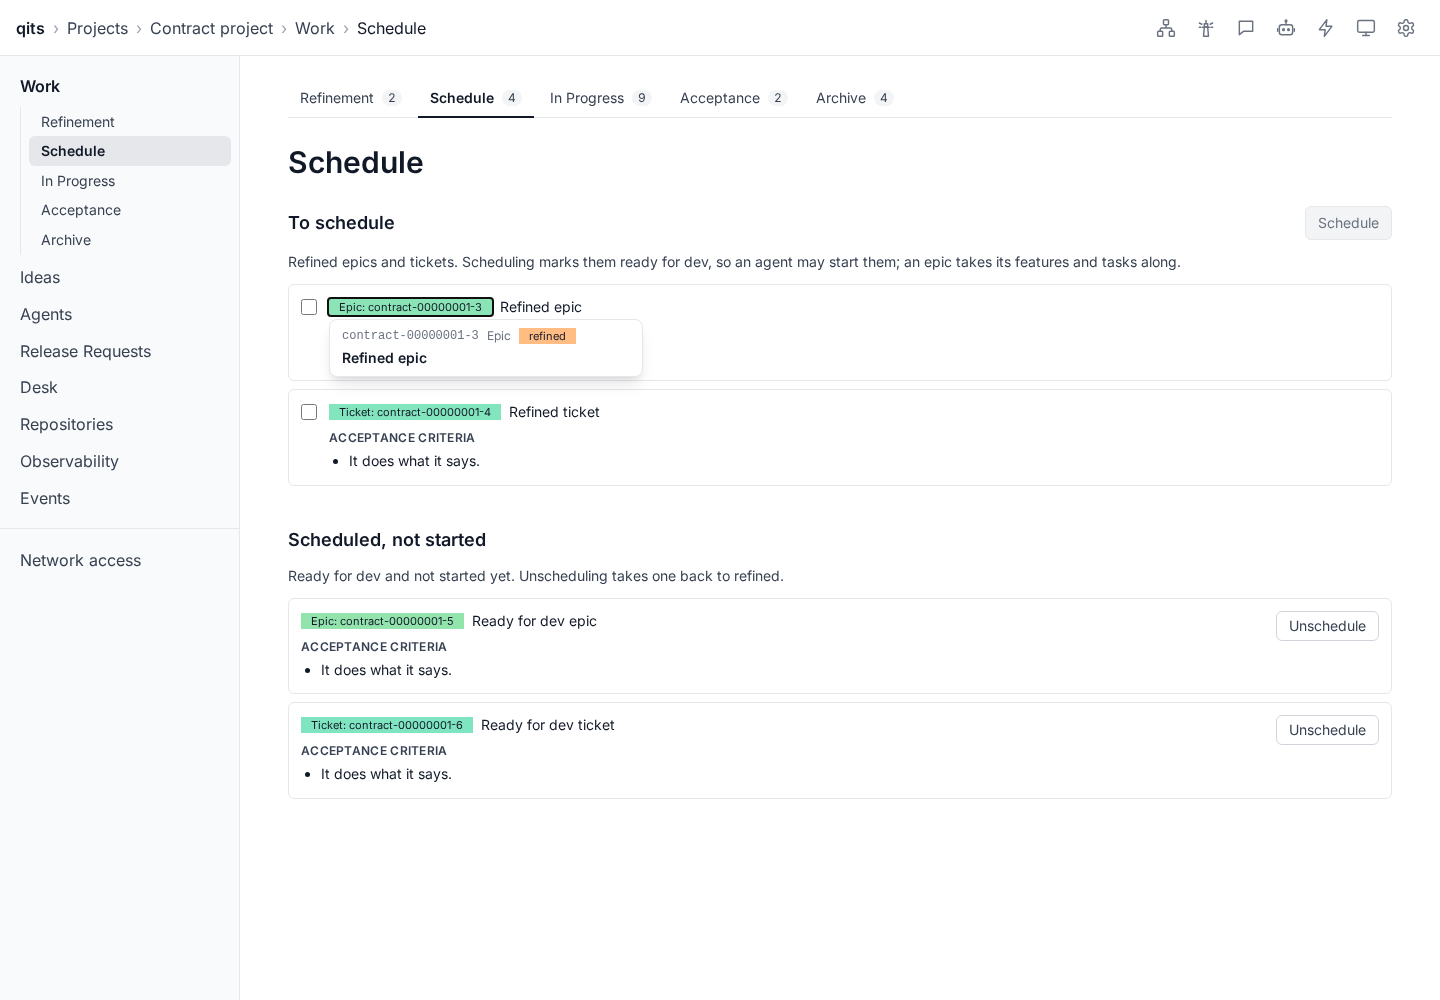 qits › Projects › Contract project › Work › Schedule
Work
Refinement
Schedule
In Progress
Acceptance
Archive
Ideas
Agents
Release Requests
Desk
Repositories
Observability
Events
Network access
Refinement 2 Schedule 4 In Progress 9 Acceptance 2 Archive 4
Schedule
To schedule Schedule
Refined epics and tickets. Scheduling marks them ready for dev, so an agent may start them; an epic takes its features and tasks along.
Epic: contract-00000001-3 Refined epic
contract-00000001-3 Epic refined
Refined epic
Ticket: contract-00000001-4 Refined ticket
ACCEPTANCE CRITERIA
• It does what it says.
Scheduled, not started
Ready for dev and not started yet. Unscheduling takes one back to refined.
Epic: contract-00000001-5 Ready for dev epic Unschedule
ACCEPTANCE CRITERIA
• It does what it says.
Ticket: contract-00000001-6 Ready for dev ticket Unschedule
ACCEPTANCE CRITERIA
• It does what it says.